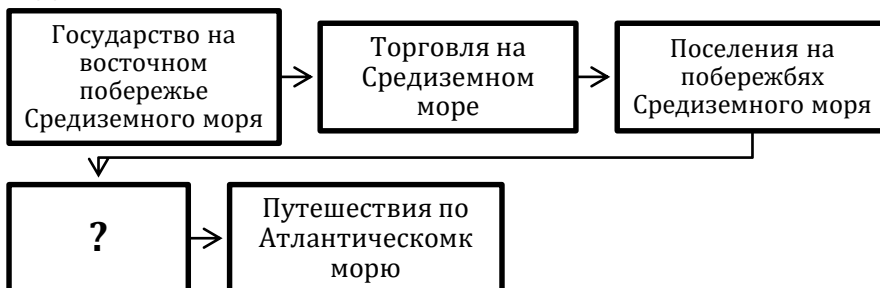 Государство на
восточном
побережье
Средиземного моря
Торговля на
Средиземном
море
Поселения на
побережбях
Средиземного моря
?
Путешествия по
Атлантическомк
морю